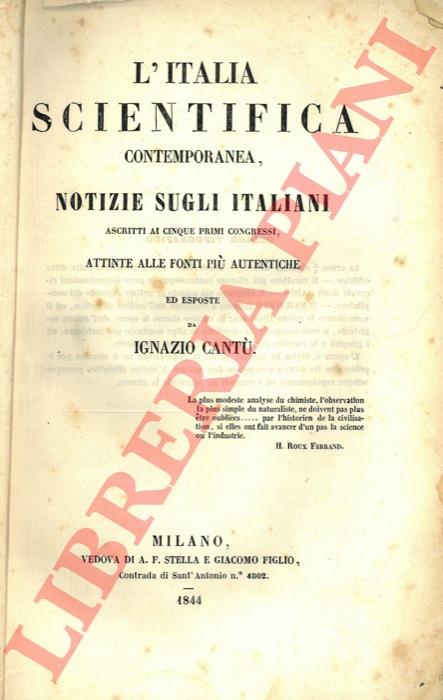 L'ITALIA
SCIENTIFICA
CONTEMPORANEA,
NOTIZIE SUGLI ITALIANI
ASCRITTI AI CINQUE PRIMI CONGRESSI,
ATTINTE ALLE FONTI PIÙ AUTENTICHE
ED ESPOSTE
DA
IGNAZIO CANTÙ.
La plus modeste analyse du chimiste, l'observation
la plus simple du naturaliste, ne doivent pas plus
être oublices..... par l'historien de la civilisa-
tion, si elles ont fait avancer d'un pas la science
ou l'industrie.
H. ROUX FERRAND.
MILANO,
VEDOVA DI A. F. STELLA E GIACOMO FIGLIO,
Contrada di Sant'Antonio n.° 4802.
1844
LIBRERIA PIANI
LIBRERIA PIANI